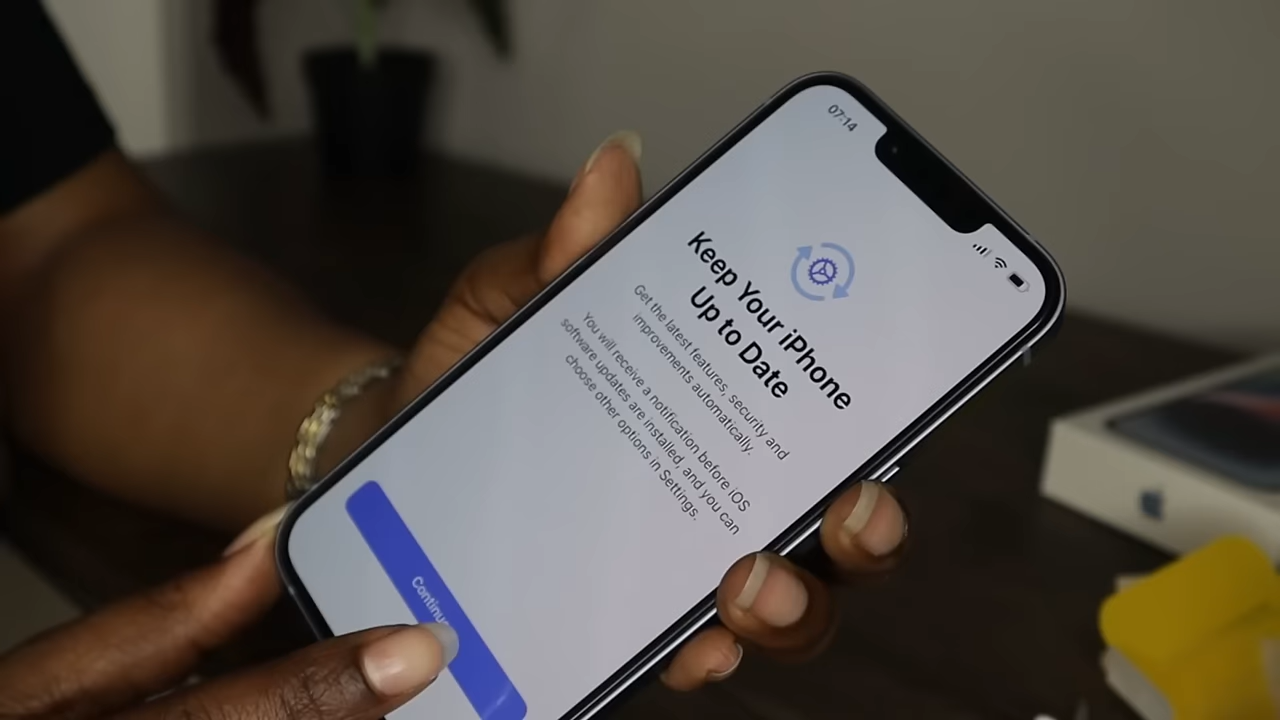 07:14
Keep Your iPhone
Up to Date
Get the latest features, security and
improvements automatically.
You will receive a notification before iOS
software updates are installed, and you can
choose other options in Settings.
Continue